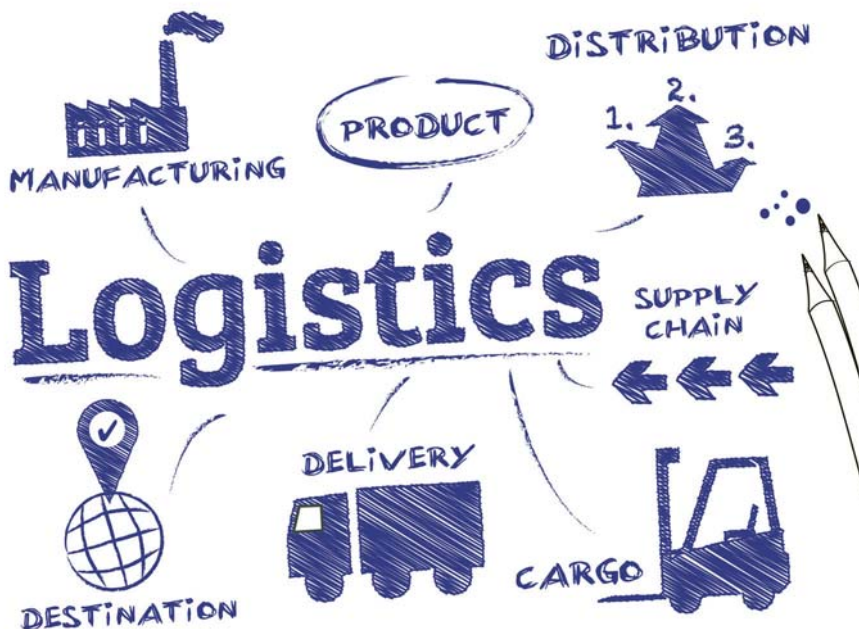 DiSTRiBUTiON
PRODUCT
1.
2.
3.
MANUFACTURiNG
Logistics
SUPPLY
CHAiN
DELiVERY
CARGO
DESTiNATiON